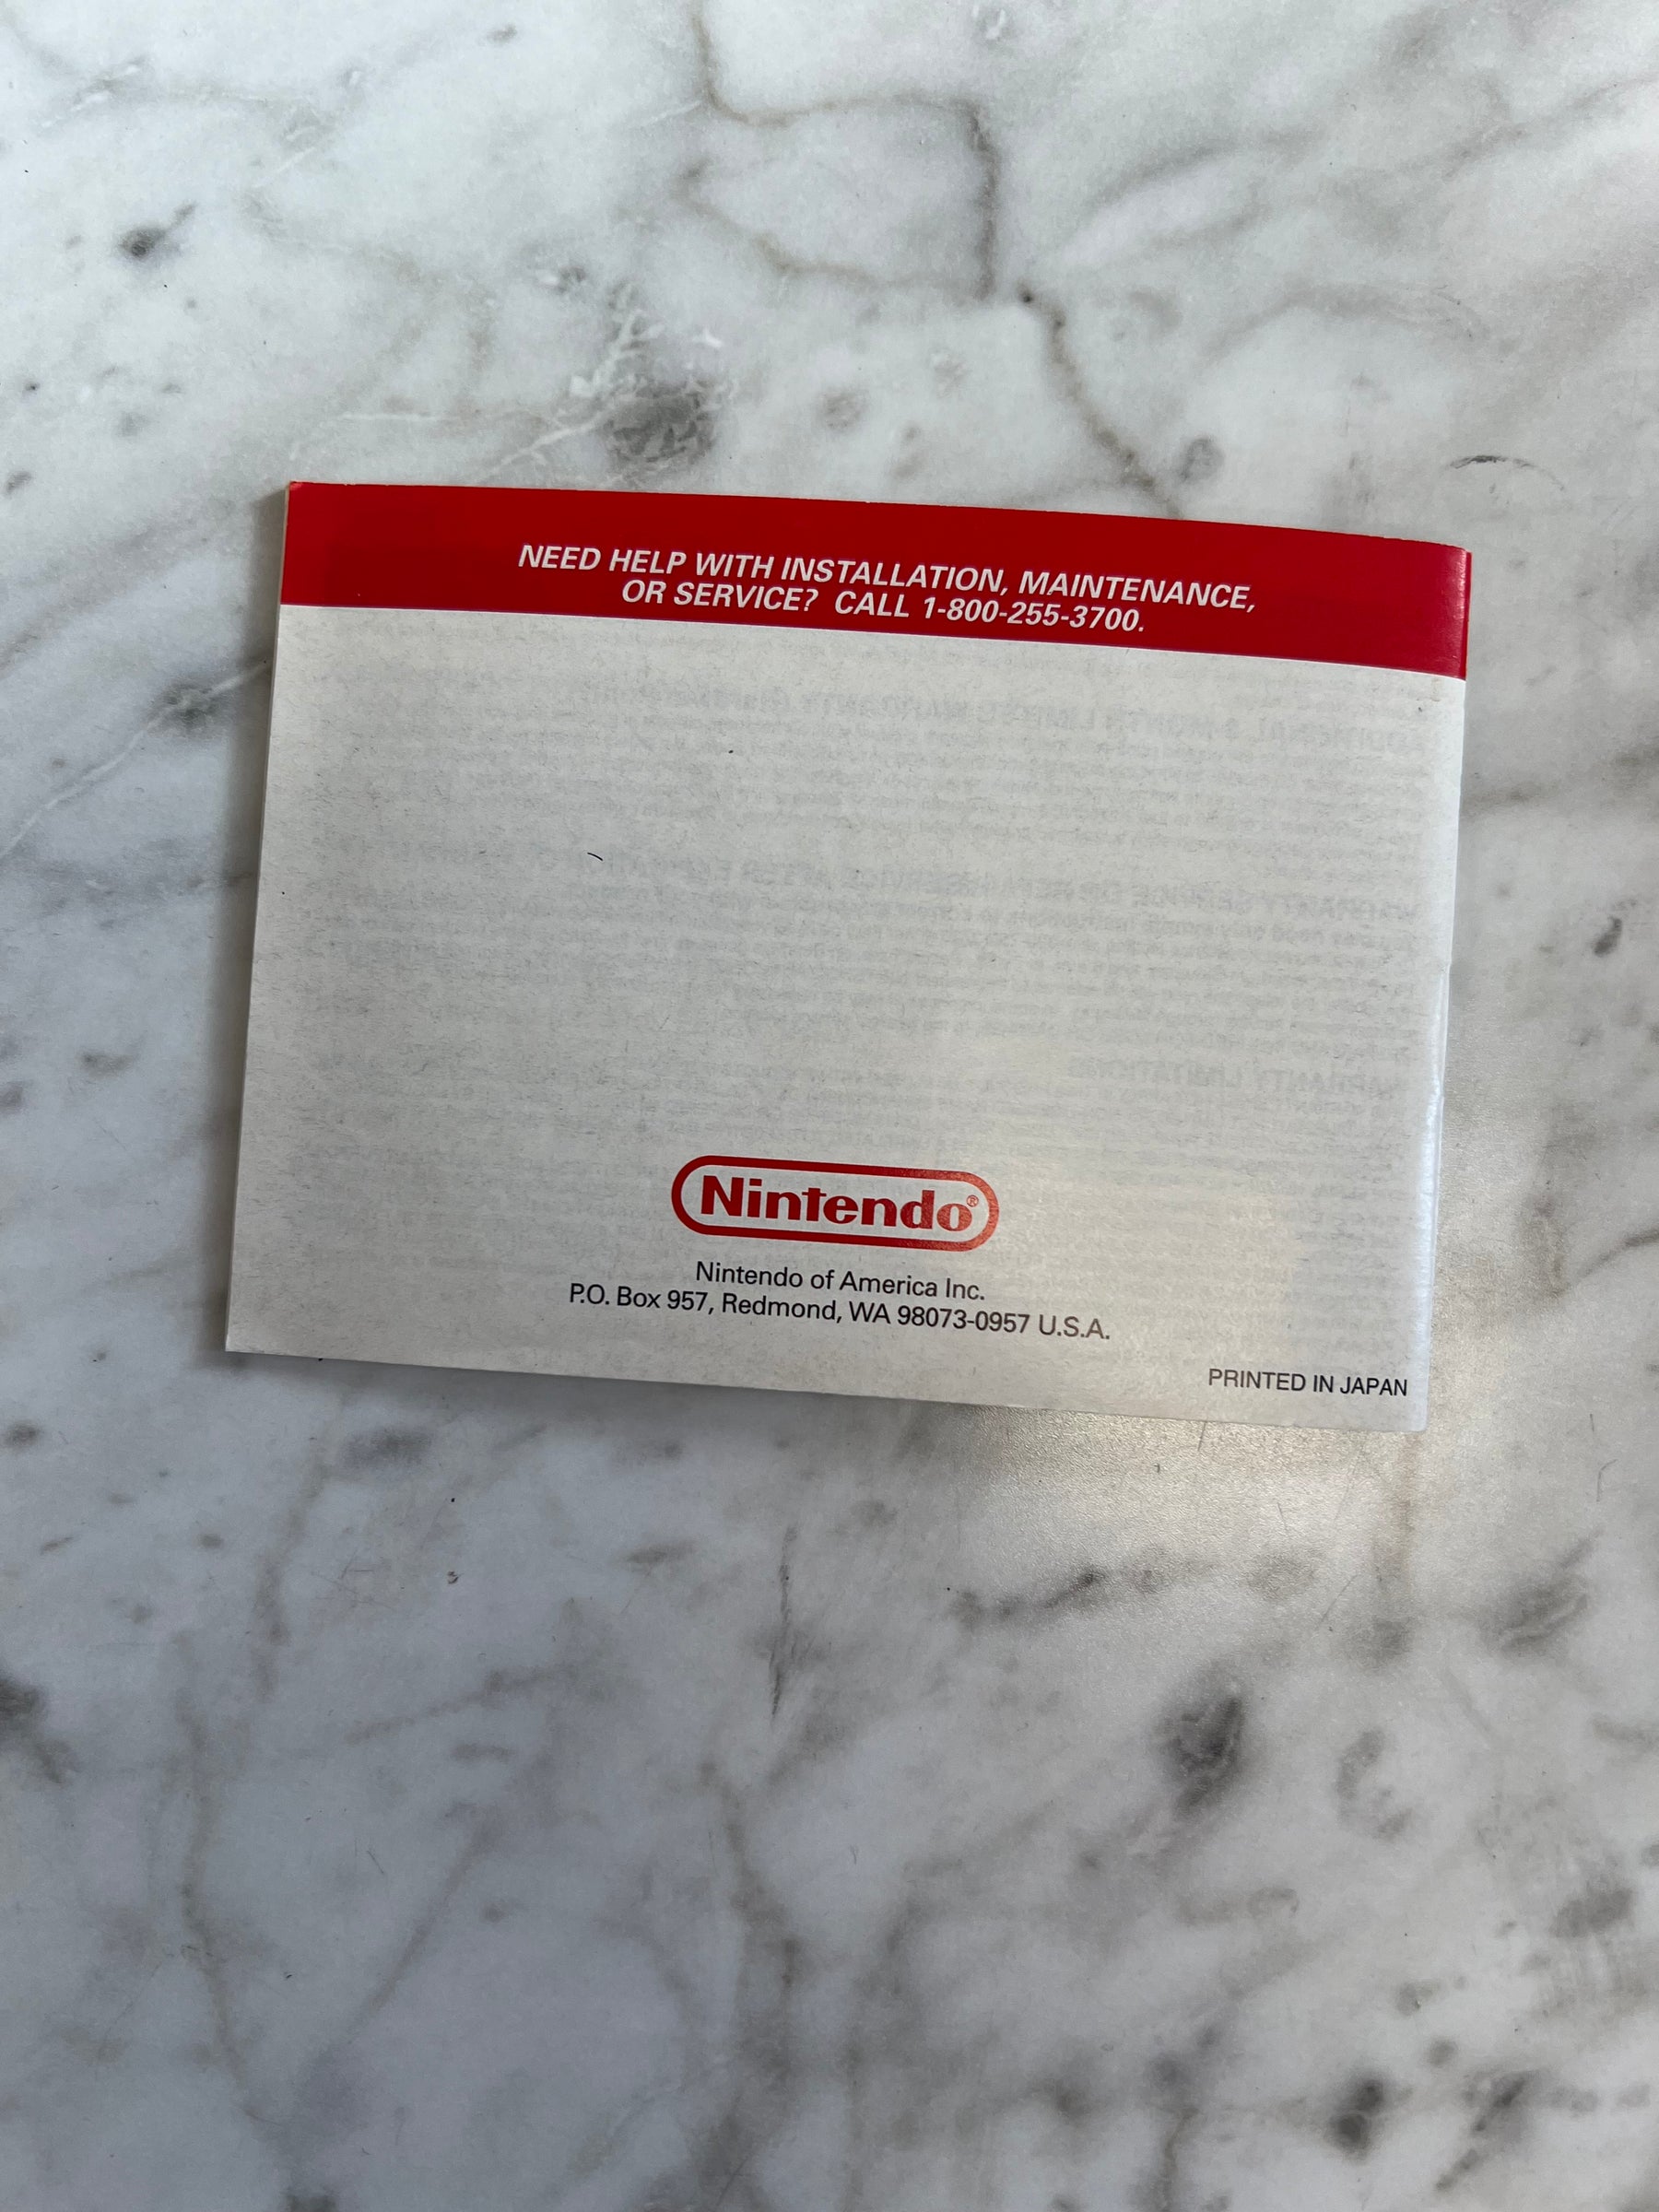 NEED HELP WITH INSTALLATION, MAINTENANCE,
OR SERVICE? CALL 1-800-255-3700.
Nintendo®
Nintendo of America Inc.
P.O. Box 957, Redmond, WA 98073-0957 U.S.A.
PRINTED IN JAPAN